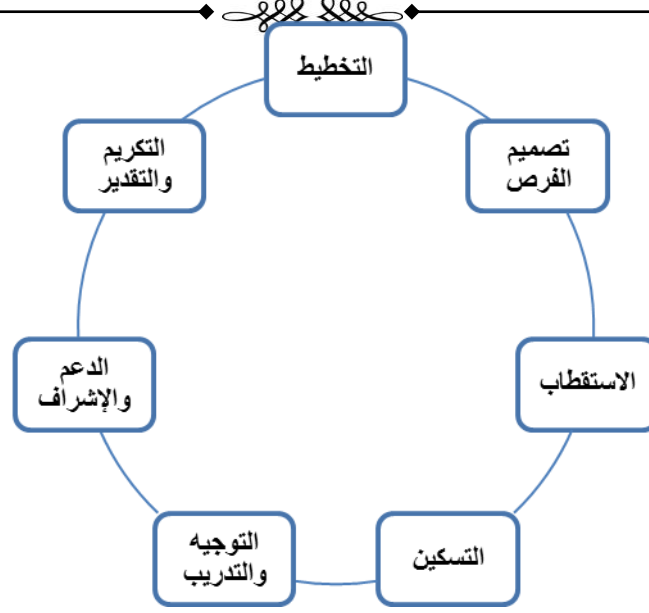 التخطيط
تصميم
الفرص
الاستقطاب
التسكين
التوجيه
والتدريب
الدعم
والإشراف
التكريم
والتقدير